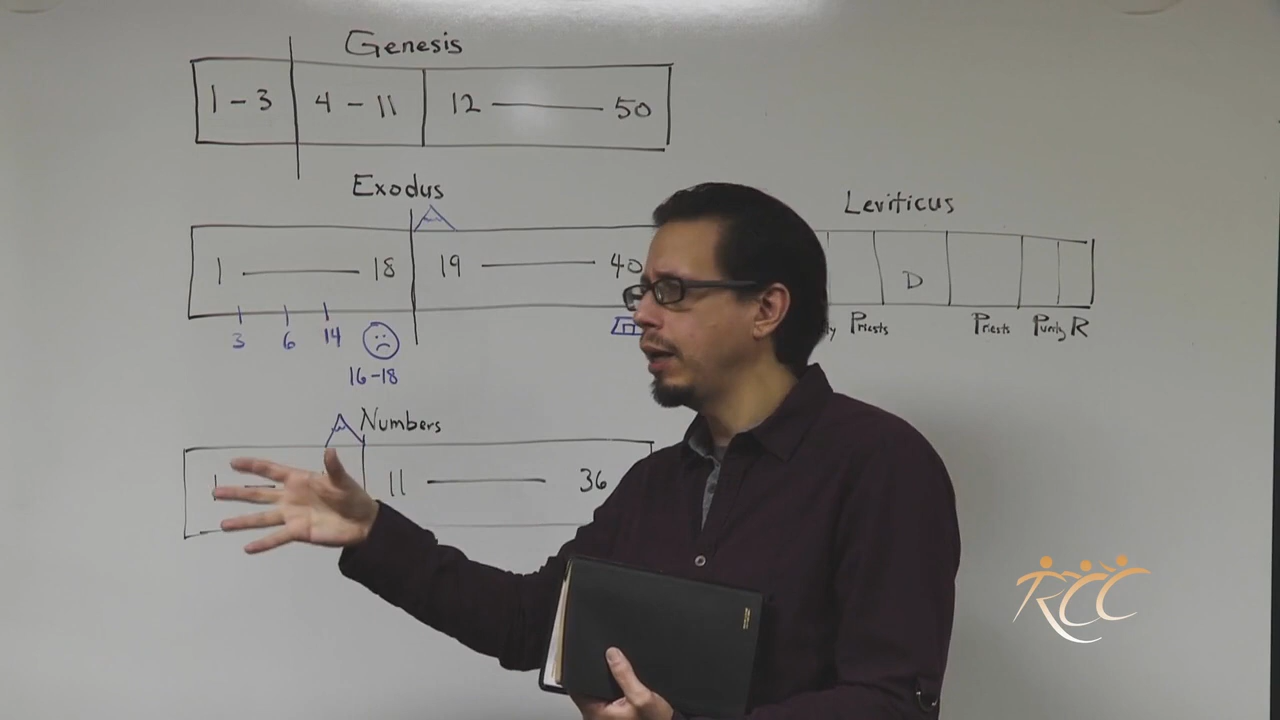 Genesis
1 – 3 4 – 11 12 — 50
Exodus
1 — 18 19 — 40
3 6 14
16-18
Leviticus
D
Priests Priests Purity R
Numbers
1 — 11 — 36
RCC